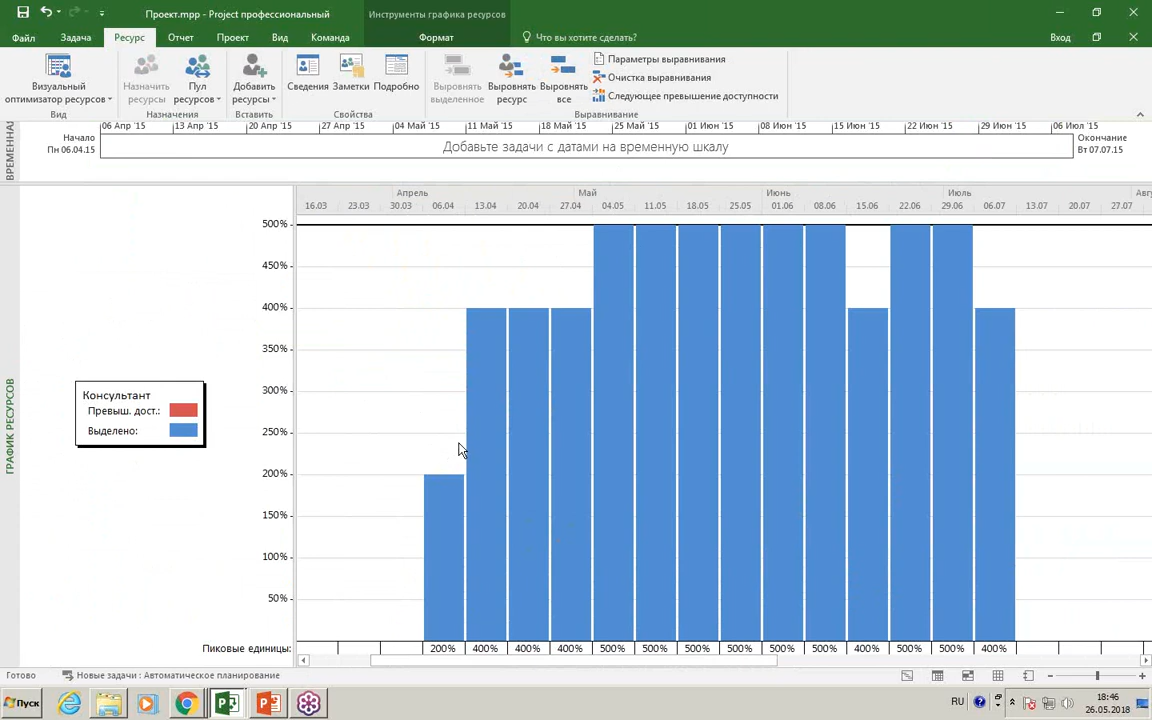 Проект.mpp - Project профессиональный
Инструменты графика ресурсов
Файл Задача Ресурс Отчет Проект Вид Команда Формат Что вы хотите сделать? Вход
Визуальный оптимизатор ресурсов
Назначить ресурсы
Пул ресурсов
Добавить ресурсы
Сведения
Заметки
Подробно
Выровнять выделенное
Выровнять ресурс
Выровнять все
Параметры выравнивания
Очистка выравнивания
Следующее превышение доступности
Вид Назначения Вставить Свойства Выравнивание
06 Апр '15 13 Апр '15 20 Апр '15 27 Апр '15 04 Май '15 11 Май '15 18 Май '15 25 Май '15 01 Июн '15 08 Июн '15 15 Июн '15 22 Июн '15 29 Июн '15 06 Июл '15
Начало
Пн 06.04.15
Добавьте задачи с датами на временную шкалу
Окончание
Вт 07.07.15
ВРЕМЕННАЯ
Апрель Май Июнь Июль Авг
16.03 23.03 30.03 06.04 13.04 20.04 27.04 04.05 11.05 18.05 25.05 01.06 08.06 15.06 22.06 29.06 06.07 13.07 20.07 27.07
500%
450%
400%
350%
300%
250%
200%
150%
100%
50%
Консультант
Превыш. дост.:
Выделено:
ГРАФИК РЕСУРСОВ
Пиковые единицы: 200% 400% 400% 400% 500% 500% 500% 500% 500% 500% 400% 500% 500% 400%
Готово Новые задачи : Автоматическое планирование
Пуск
RU
18:46
26.05.2018